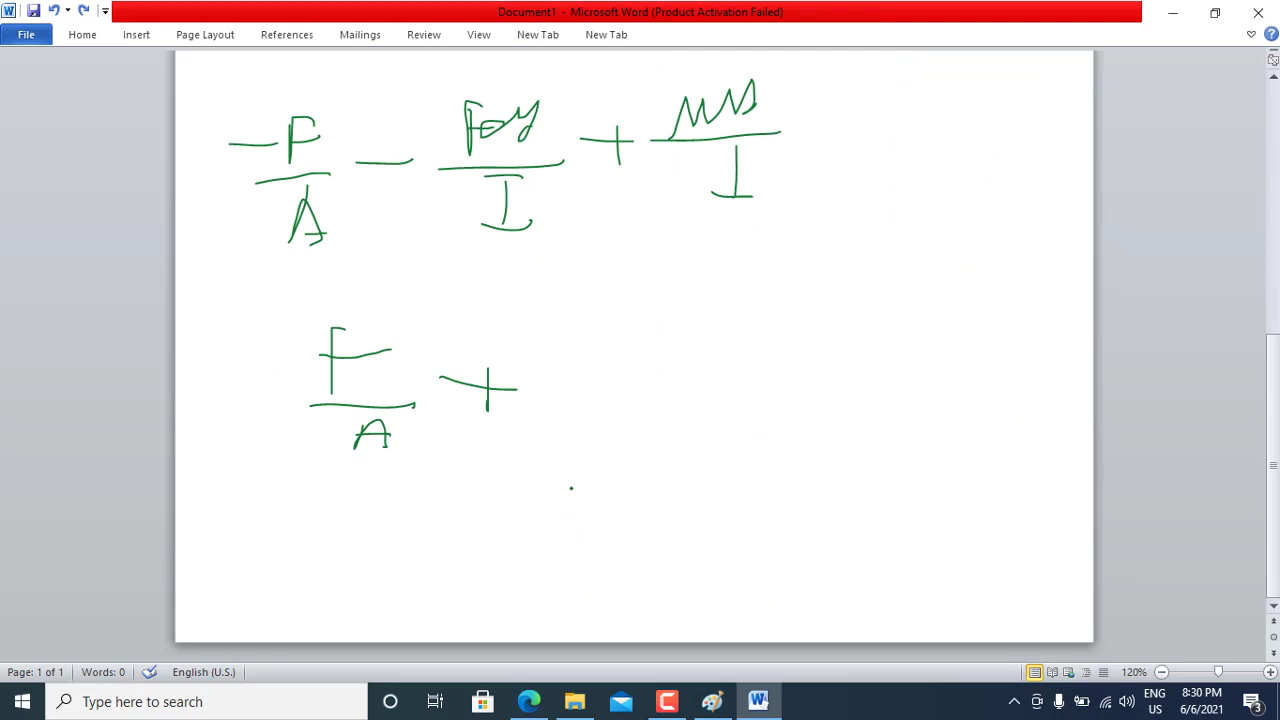 Document1 - Microsoft Word (Product Activation Failed)
File Home Insert Page Layout References Mailings Review View New Tab New Tab
- F/A - Fey/I + My/I
F/A +
Page: 1 of 1 Words: 0 English (U.S.) 120%
Type here to search
ENG US
8:30 PM
6/6/2021
3